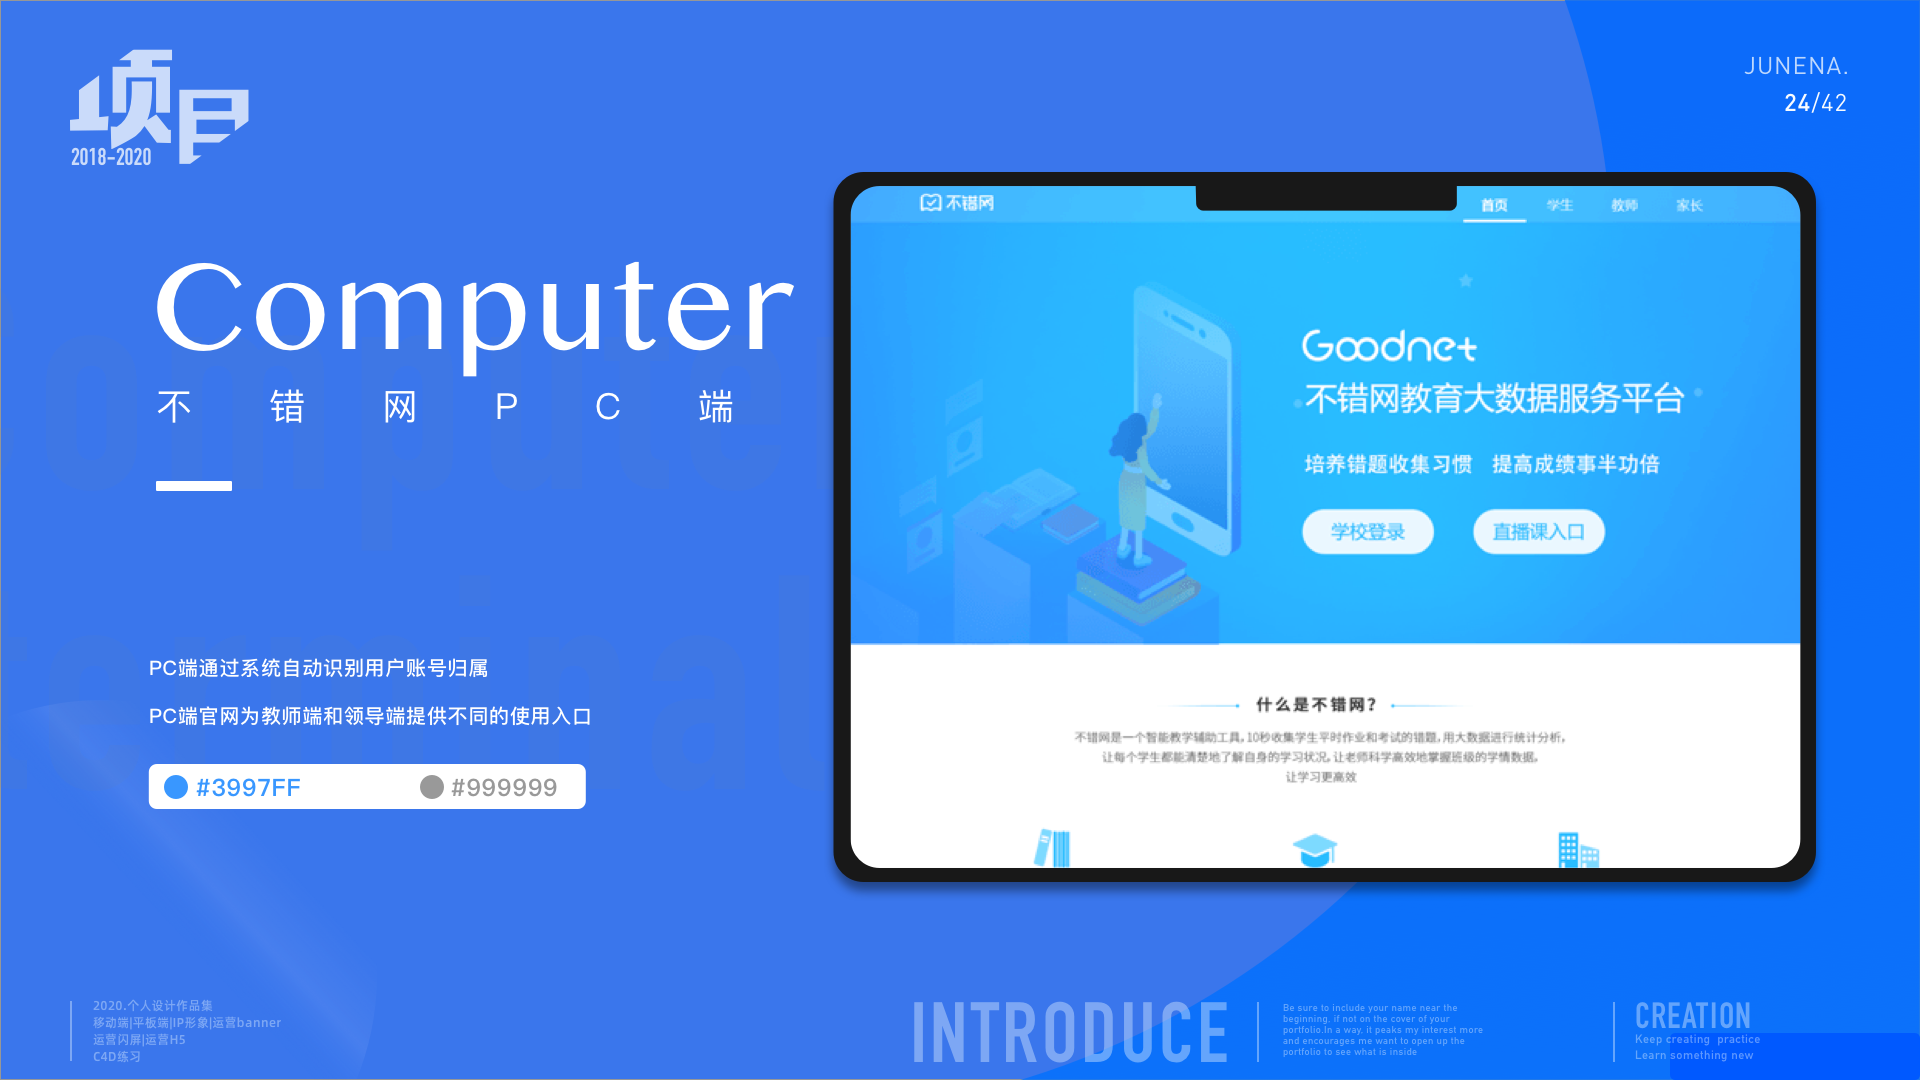 项目
2018-2020
JUNENA.
24/42
Computer
不错网PC端
PC端通过系统自动识别用户账号归属
PC端官网为教师端和领导端提供不同的使用入口
#3997FF #999999
不错网
首页 学生 教师 家长
Goodnet
不错网教育大数据服务平台
培养错题收集习惯 提高成绩事半功倍
学校登录 直播课入口
什么是不错网?
不错网是一个智能教学辅助工具,10秒收集学生平时作业和考试的错题,用大数据进行统计分析,
让每个学生都能清楚地了解自身的学习状况,让老师科学高效地掌握班级的学情数据。
让学习更高效
2020.个人设计作品集
移动端|平板端|IP形象|运营banner
运营闪屏|运营H5
C4D练习
INTRODUCE
Be sure to include your name near the
beginning, if not on the cover of your
portfolio.In a way, it peaks my interest more
and encourages me want to open up the
portfolio to see what is inside
CREATION
Keep creating practice
Learn something new